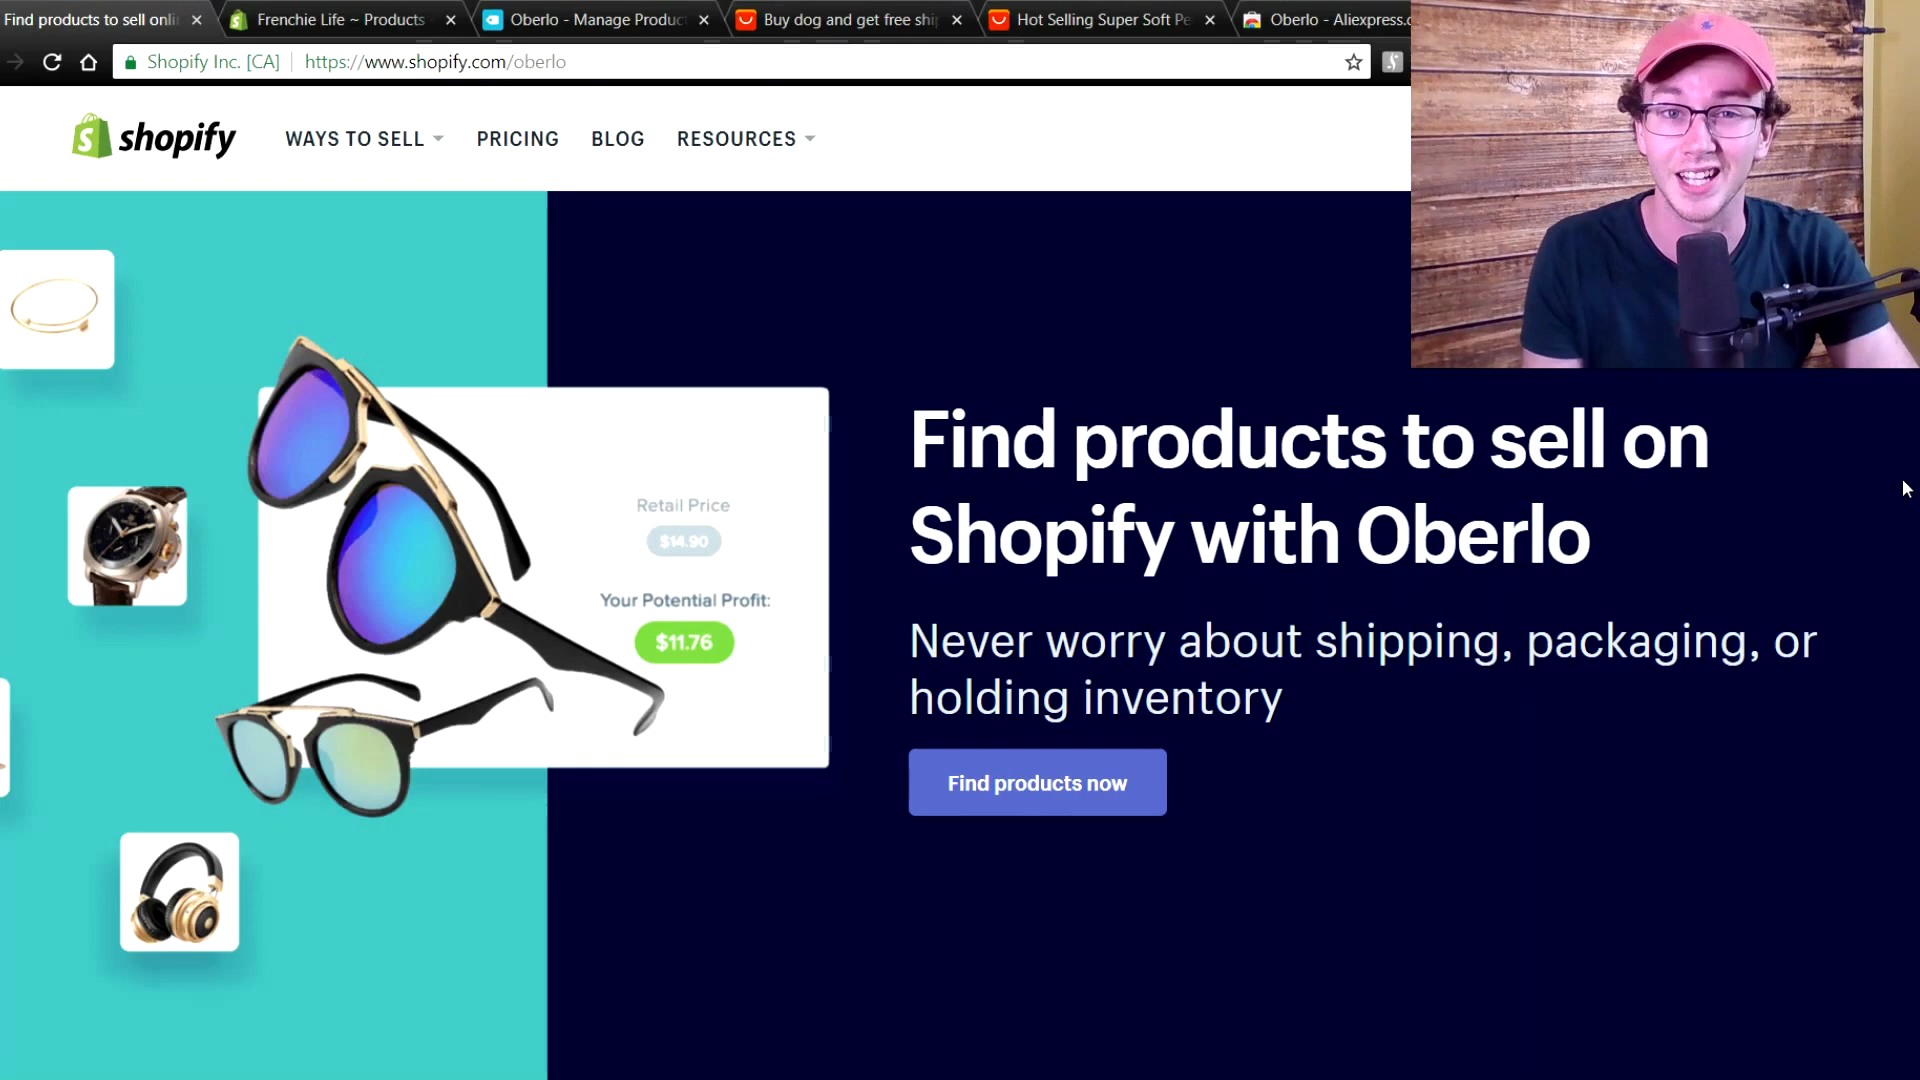 Find products to sell onli
Frenchie Life ~ Products
Oberlo - Manage Produc
Buy dog and get free ship
Hot Selling Super Soft Pe
Oberlo - Aliexpress.c
Shopify Inc. [CA]
https://www.shopify.com/oberlo
shopify
WAYS TO SELL
PRICING
BLOG
RESOURCES
Retail Price
$14.90
Your Potential Profit:
$11.76
Find products to sell on
Shopify with Oberlo
Never worry about shipping, packaging, or
holding inventory
Find products now